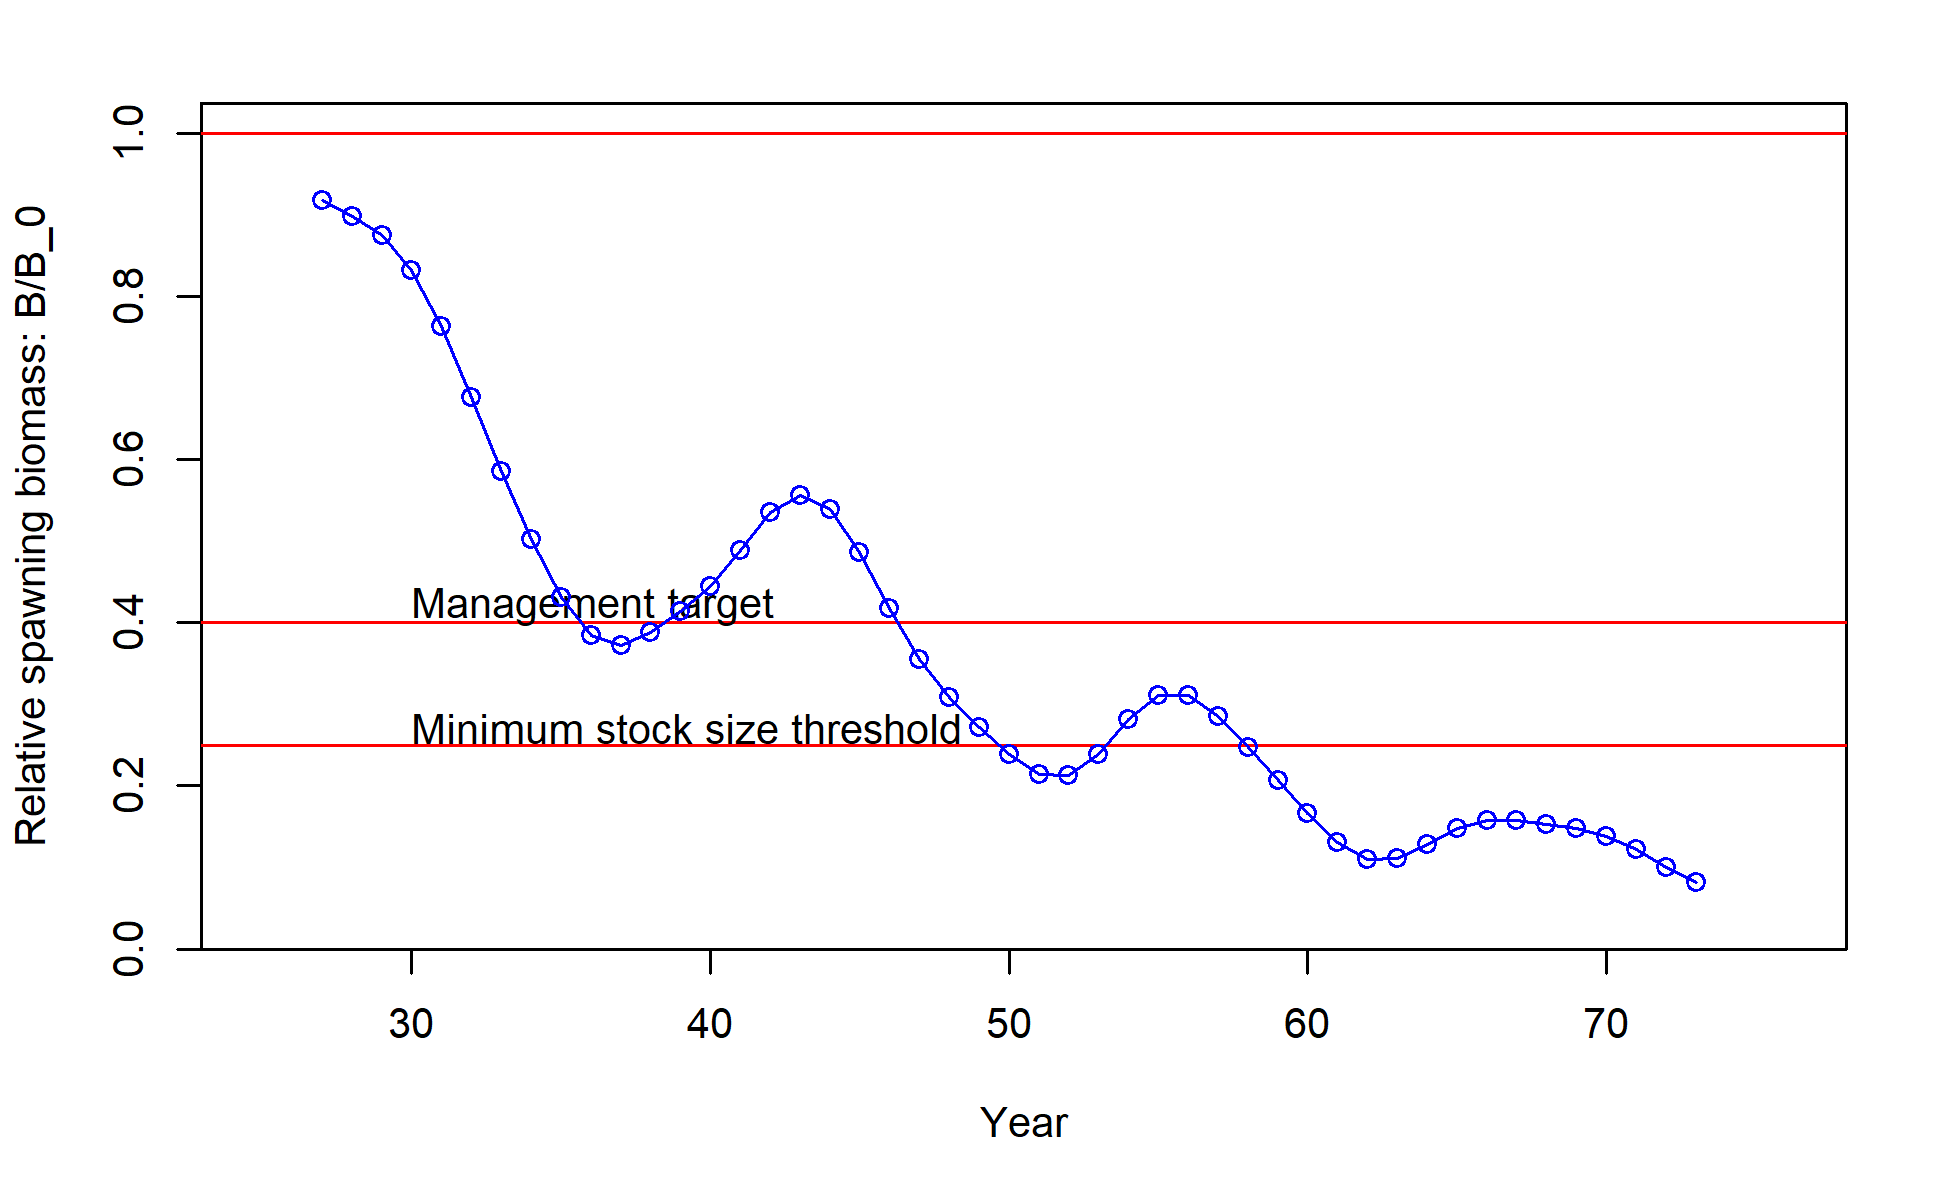 Relative spawning biomass: B/B_0
1.0
0.8
0.6
0.4
0.2
0.0
Management target
Minimum stock size threshold
30 40 50 60 70
Year